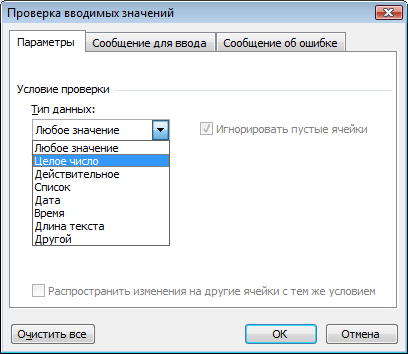 Проверка вводимых значений
Параметры Сообщение для ввода Сообщение об ошибке
Условие проверки
Тип данных:
Любое значение Игнорировать пустые ячейки
Любое значение
Целое число
Действительное
Список
Дата
Время
Длина текста
Другой
Распространить изменения на другие ячейки с тем же условием
Очистить все ОК Отмена